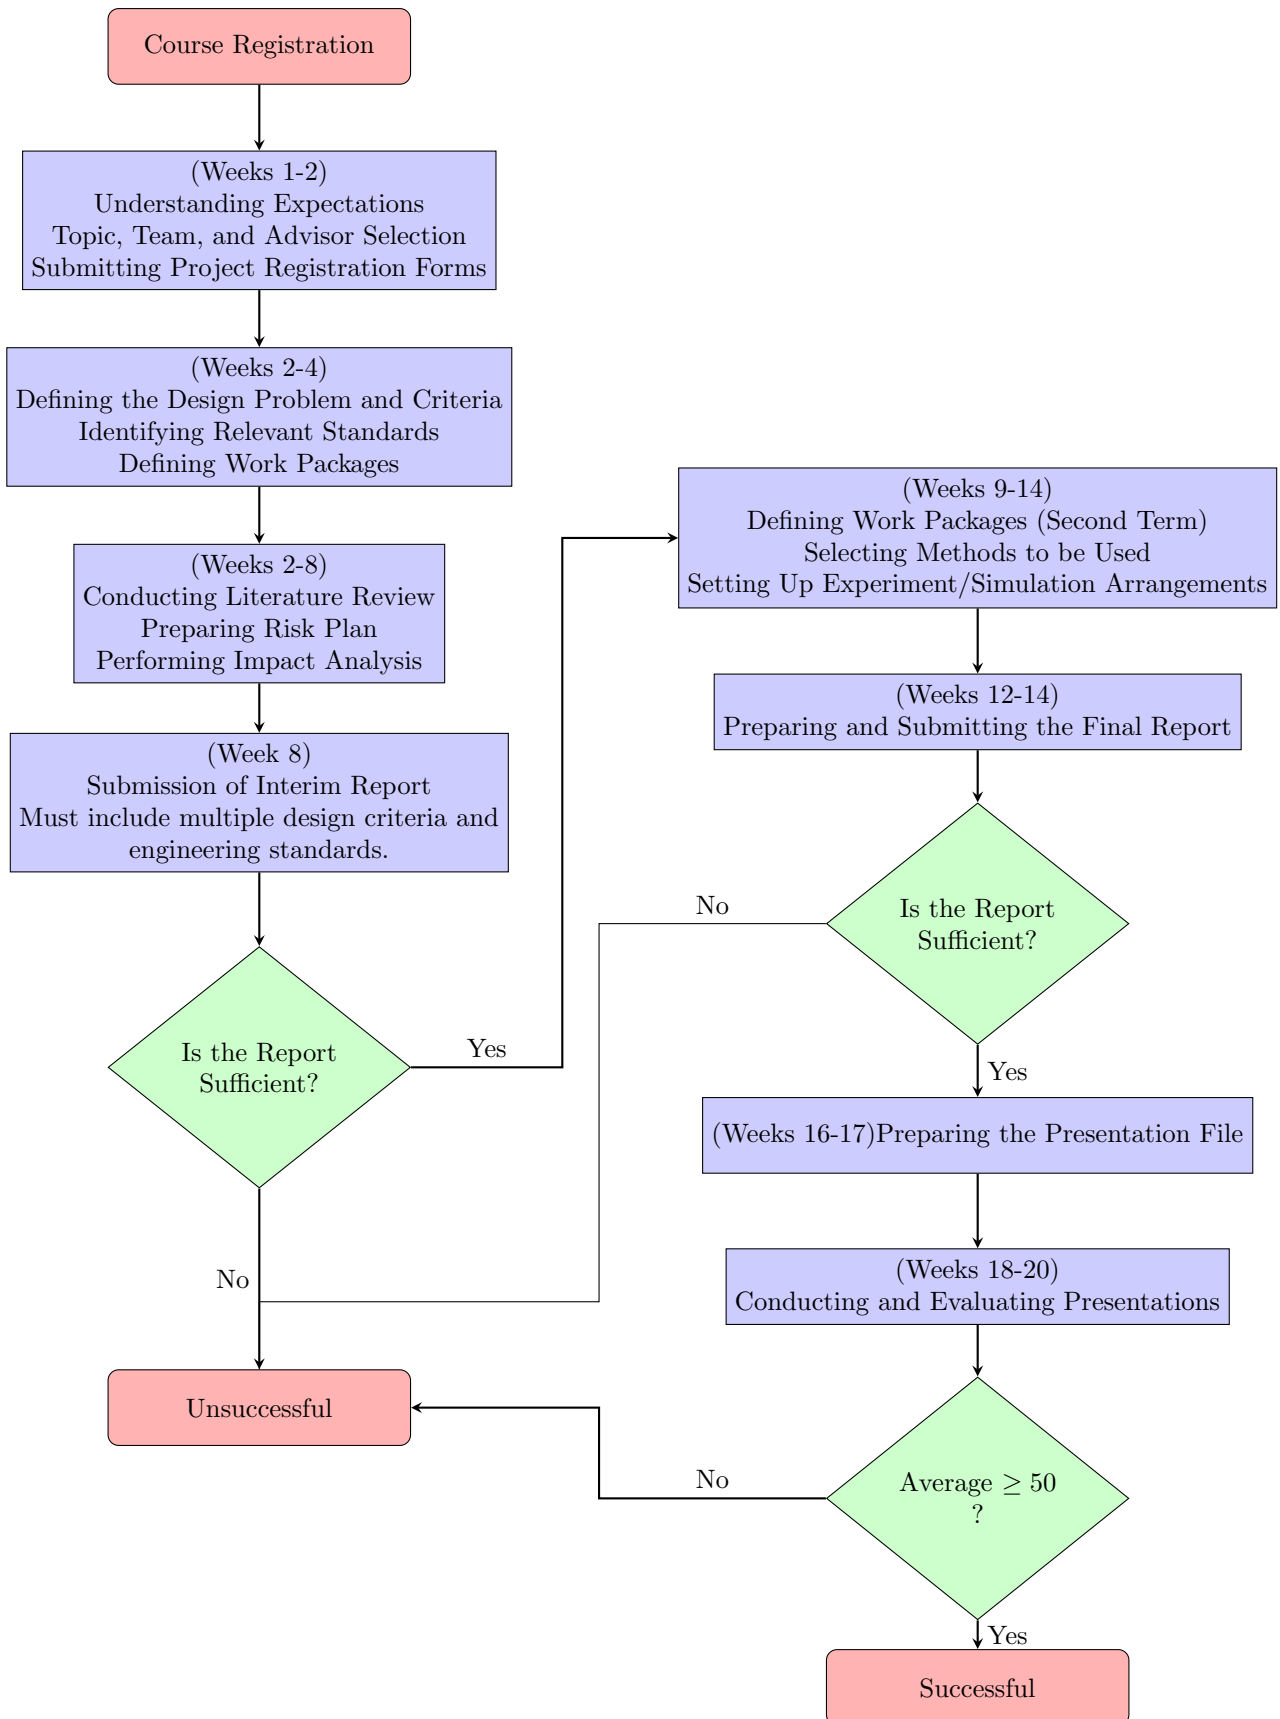 Course Registration
(Weeks 1-2)
Understanding Expectations
Topic, Team, and Advisor Selection
Submitting Project Registration Forms
(Weeks 2-4)
Defining the Design Problem and Criteria
Identifying Relevant Standards
Defining Work Packages
(Weeks 2-8)
Conducting Literature Review
Preparing Risk Plan
Performing Impact Analysis
(Week 8)
Submission of Interim Report
Must include multiple design criteria and
engineering standards.
Is the Report
Sufficient?
Yes
No
Unsuccessful
(Weeks 9-14)
Defining Work Packages (Second Term)
Selecting Methods to be Used
Setting Up Experiment/Simulation Arrangements
(Weeks 12-14)
Preparing and Submitting the Final Report
Is the Report
Sufficient?
No
Yes
(Weeks 16-17)Preparing the Presentation File
(Weeks 18-20)
Conducting and Evaluating Presentations
Average ≥ 50
?
No
Yes
Successful